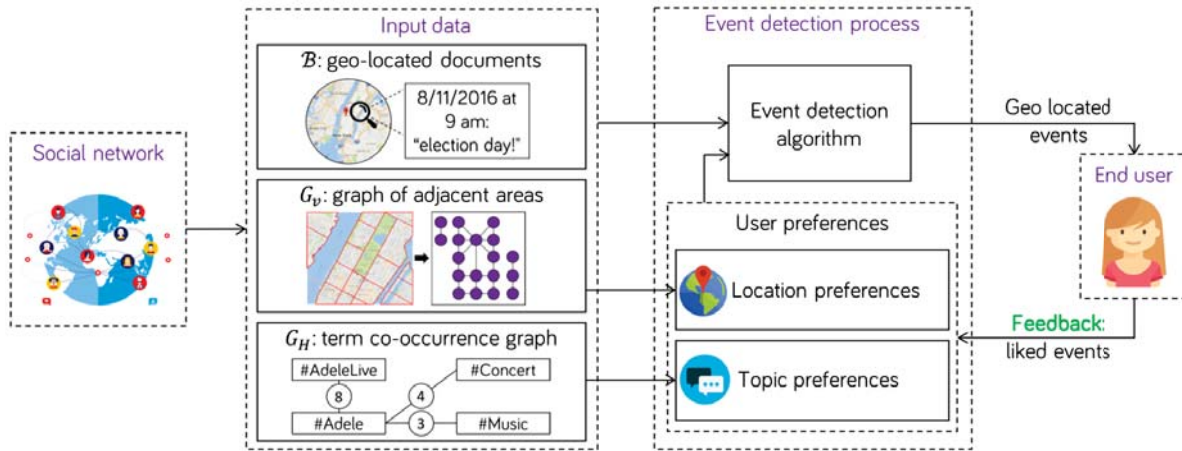 Social network
Input data
ℬ: geo-located documents
8/11/2016 at
9 am:
"election day!"
G_v: graph of adjacent areas
G_H: term co-occurrence graph
#AdeleLive
#Concert
8
4
#Adele
3
#Music
Event detection process
Event detection
algorithm
User preferences
Location preferences
Topic preferences
Geo located
events
End user
Feedback:
liked events